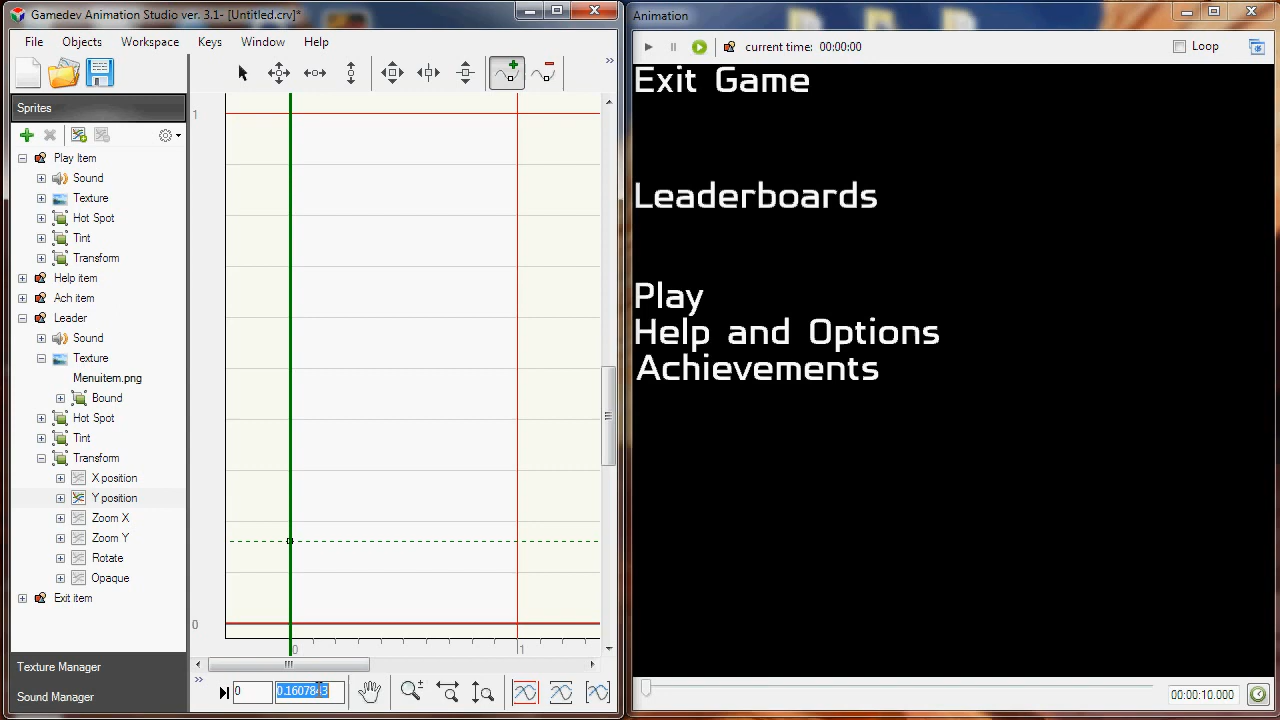 Gamedev Animation Studio ver. 3.1- [Untitled.crv]*
File Objects Workspace Keys Window Help
Sprites
Play Item
Sound
Texture
Hot Spot
Tint
Transform
Help item
Ach item
Leader
Sound
Texture
Menuitem.png
Bound
Hot Spot
Tint
Transform
X position
Y position
Zoom X
Zoom Y
Rotate
Opaque
Exit item
Texture Manager
Sound Manager
1
0
0 1
0 0.1607843
Animation
current time: 00:00:00 Loop
Exit Game
Leaderboards
Play
Help and Options
Achievements
00:00:10.000